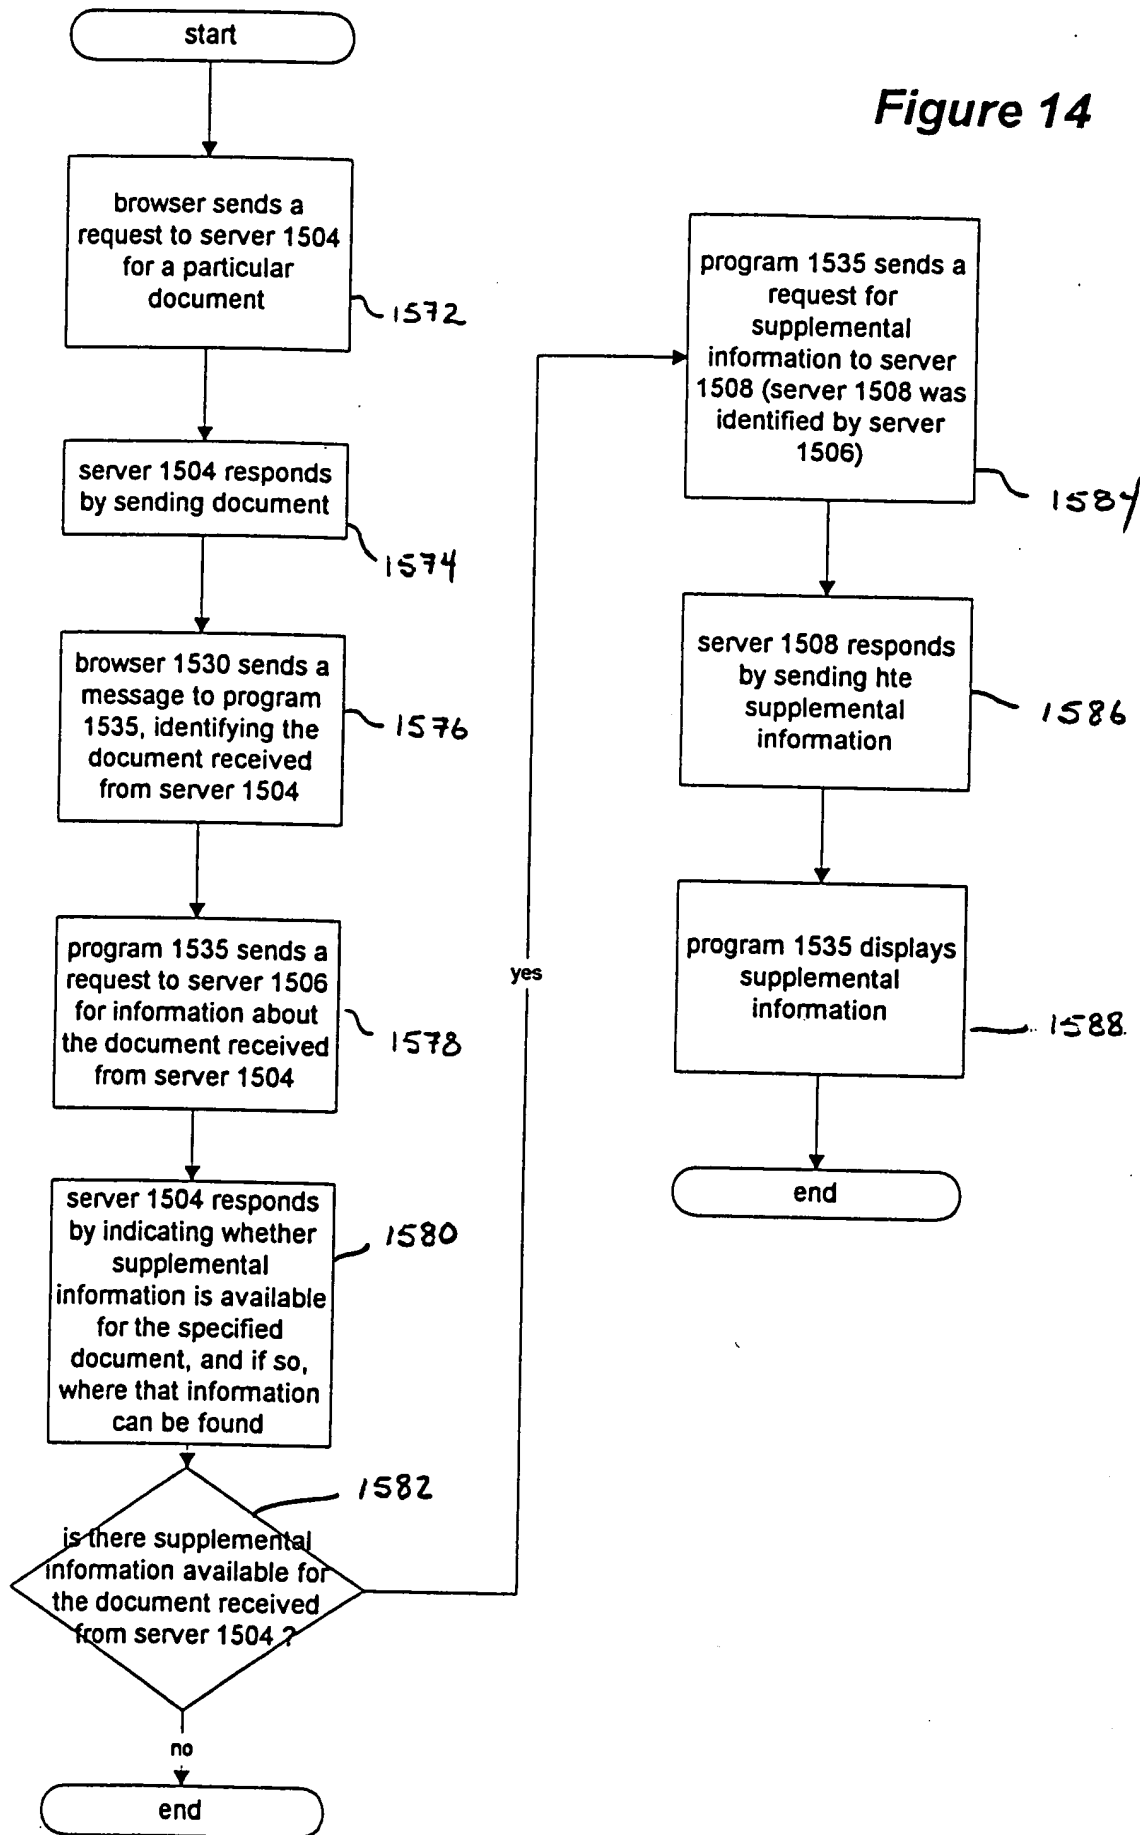 start
Figure 14
browser sends a
request to server 1504
for a particular
document
1572
server 1504 responds
by sending document
1574
browser 1530 sends a
message to program
1535, identifying the
document received
from server 1504
1576
program 1535 sends a
request to server 1506
for information about
the document received
from server 1504
1578
server 1504 responds
by indicating whether
supplemental
information is available
for the specified
document, and if so,
where that information
can be found
1580
is there supplemental
information available for
the document received
from server 1504 ?
1582
no
end
yes
program 1535 sends a
request for
supplemental
information to server
1508 (server 1508 was
identified by server
1506)
1584
server 1508 responds
by sending hte
supplemental
information
1586
program 1535 displays
supplemental
information
1588
end